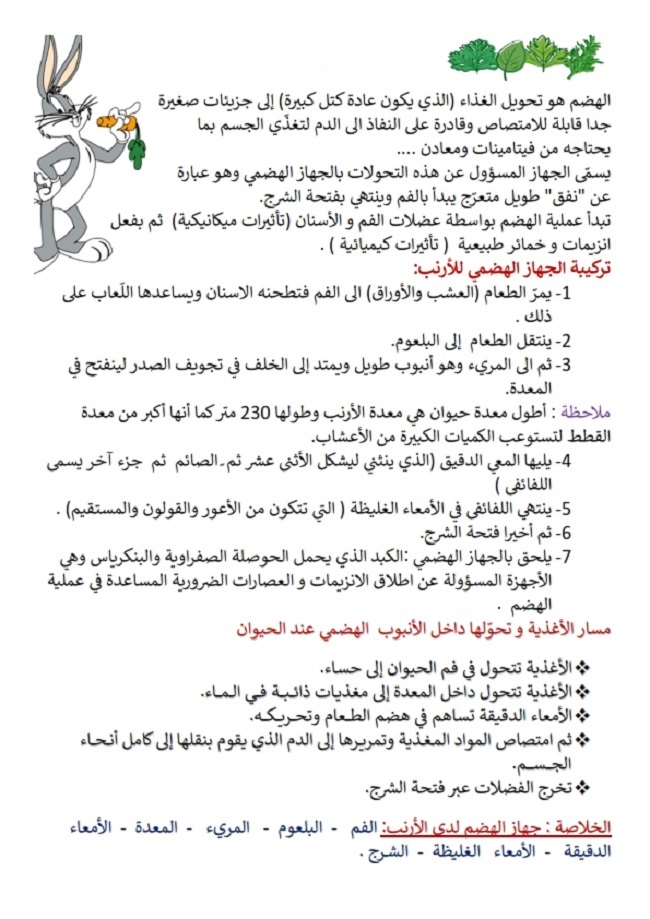 الهضم هو تحويل الغذاء (الذي يكون عادة كتل كبيرة) إلى جزيئات صغيرة
جدا قابلة للامتصاص وقادرة على النفاذ الى الدم لتغذّي الجسم بما
يحتاجه من فيتامينات ومعادن ....
يسمّى الجهاز المسؤول عن هذه التحولات بالجهاز الهضمي وهو عبارة
عن "نفق" طويل متعرّج يبدأ بالفم وينتهي بفتحة الشرج.
تبدأ عملية الهضم بواسطة عضلات الفم و الأسنان (تأثيرات ميكانيكية) ثم بفعل
انزيمات و خمائر طبيعية ( تأثيرات كيميائية ) .
تركيبة الجهاز الهضمي للأرنب:
1- يمرّ الطعام (العشب والأوراق) الى الفم فتطحنه الاسنان ويساعدها اللّعاب على
ذلك .
2- ينتقل الطعام إلى البلعوم.
3- ثم الى المريء وهو أنبوب طويل ويمتد إلى الخلف في تجويف الصدر لينفتح في
المعدة.
ملاحظة : أطول معدة حيوان هي معدة الأرنب وطولها 230 متر كما أنها أكبر من معدة
القطط لتستوعب الكميات الكبيرة من الأعشاب.
4- يليها المعي الدقيق (الذي ينثني ليشكل الأثنى عشر ثم۔الصائم ثم جزء آخر يسمى
اللفائفى )
5- ينتهي اللفائفي في الأمعاء الغليظة ( التي تتكون من الأعور والقولون والمستقيم) .
6- ثم أخيرا فتحة الشرج.
7- يلحق بالجهاز الهضمي :الكبد الذي يحمل الحوصلة الصفراوية والبنكرياس وهي
الأجهزة المسؤولة عن اطلاق الانزيمات و العصارات الضرورية المساعدة في عملية
الهضم .
مسار الأغذية و تحوّلها داخل الأنبوب الهضمي عند الحيوان
❖ الأغذية تتحول في فم الحيوان إلى حساء.
❖ الأغذية تتحول داخل المعدة إلى مغذيات ذائـبـة فـي الـمـاء.
❖ الأمعاء الدقيقة تساهم في هضم الطـعـام وتحـريـكـه.
❖ ثم امتصاص المواد المـغـذية وتمريرها إلى الدم الذي يقوم بنقلها إلى كامل أنـحـاء
الجـسـم.
❖ تخرج الفضلات عبر فتحة الشرج.
الخلاصة : جهاز الهضم لدى الأرنب: الفم - البلعوم - المريء - المعدة - الأمعاء
الدقيقة - الأمعاء الغليظة - الشرج .